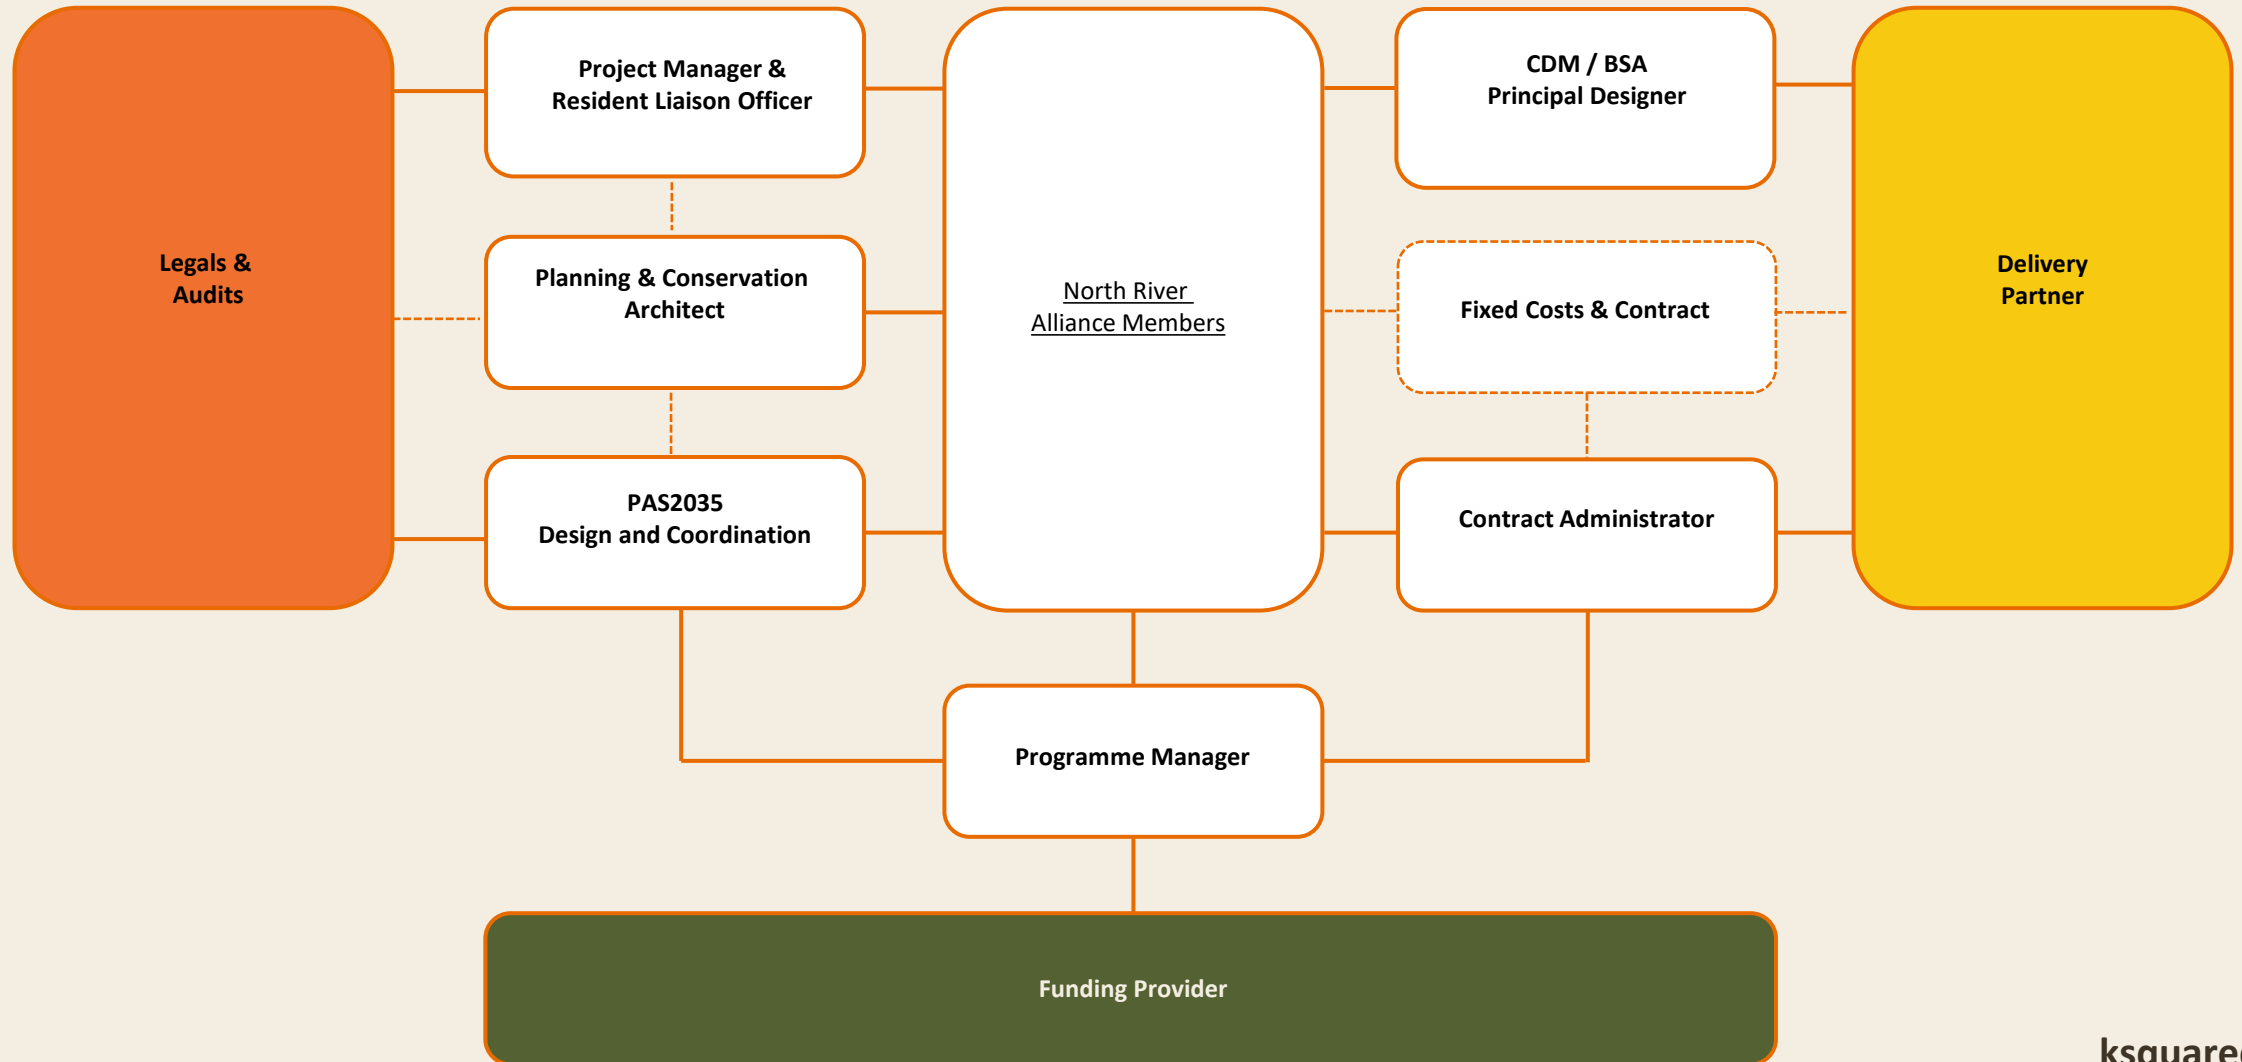 Project Manager &
Resident Liaison Officer
CDM / BSA
Principal Designer
Legals &
Audits
Planning & Conservation
Architect
North River
Alliance Members
Fixed Costs & Contract
Delivery
Partner
PAS2035
Design and Coordination
Contract Administrator
Programme Manager
Funding Provider